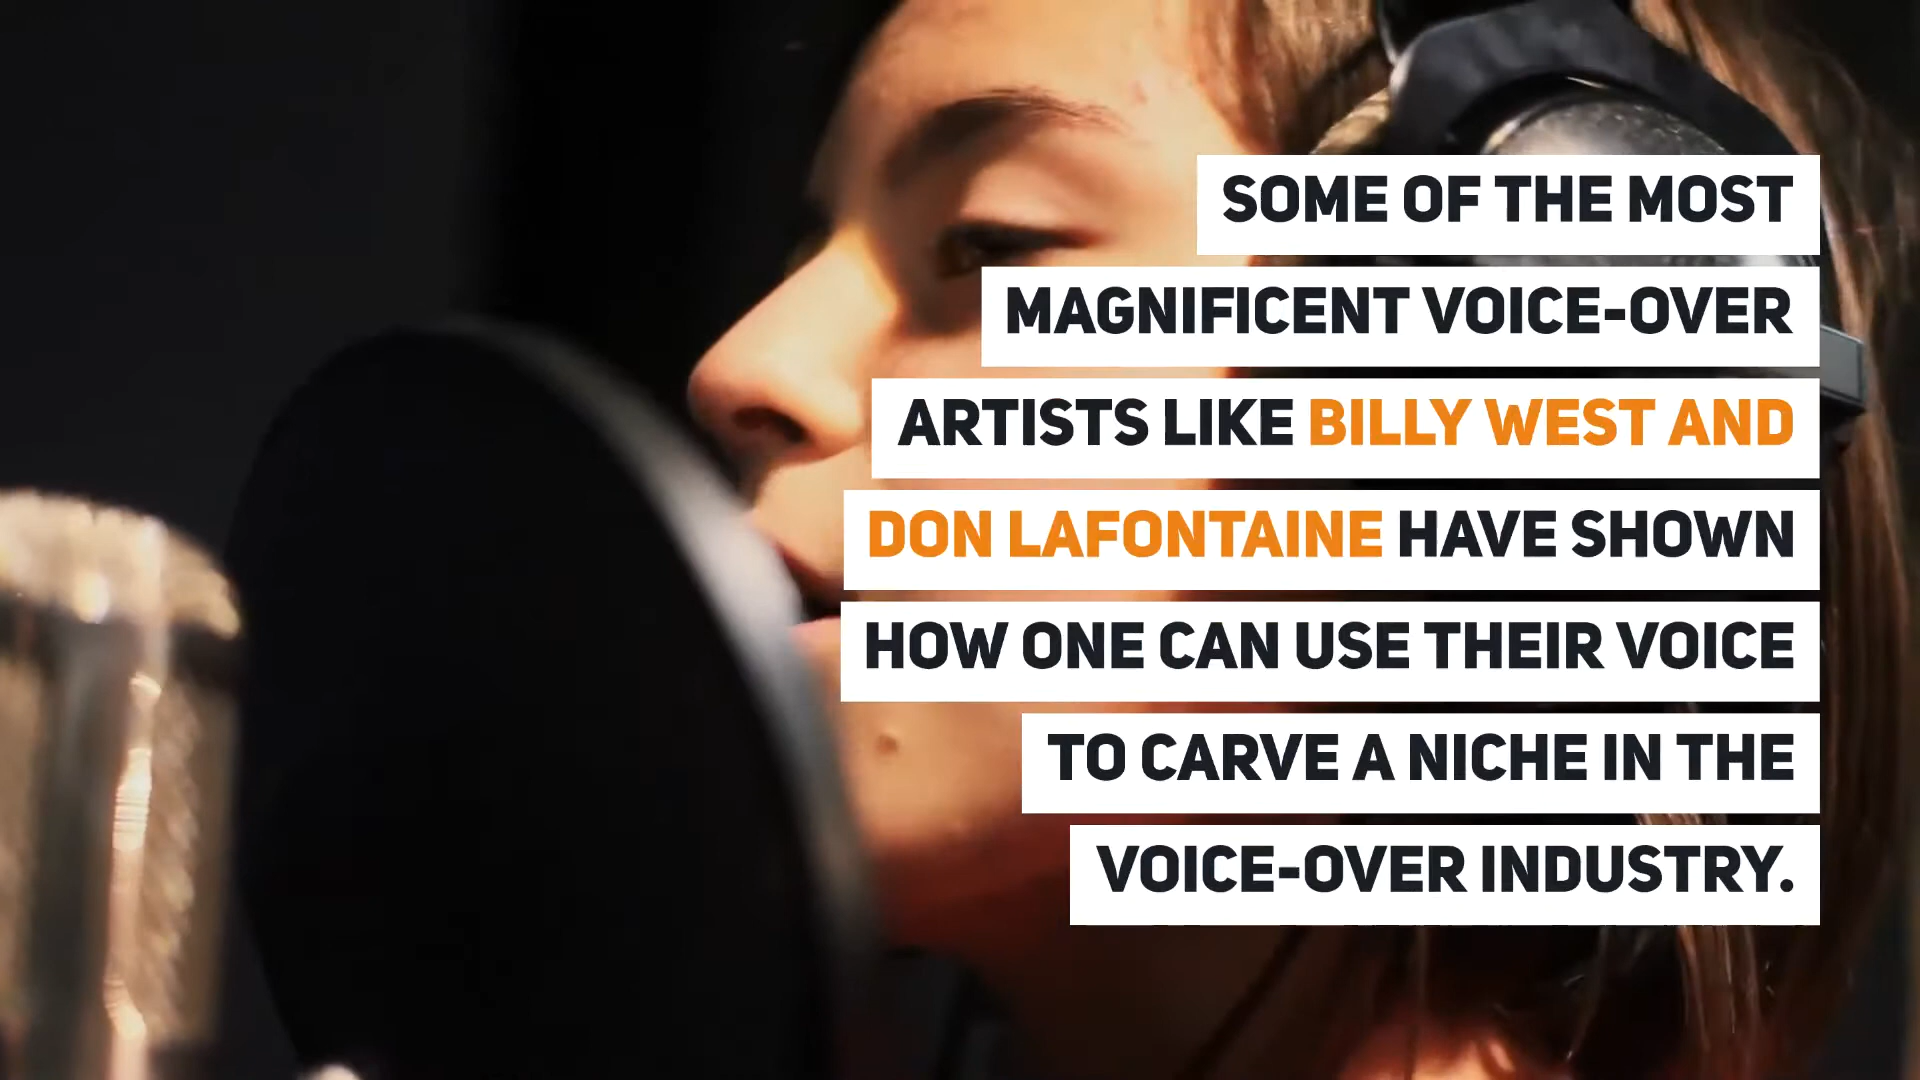 SOME OF THE MOST
MAGNIFICENT VOICE-OVER
ARTISTS LIKE BILLY WEST AND
DON LAFONTAINE HAVE SHOWN
HOW ONE CAN USE THEIR VOICE
TO CARVE A NICHE IN THE
VOICE-OVER INDUSTRY.